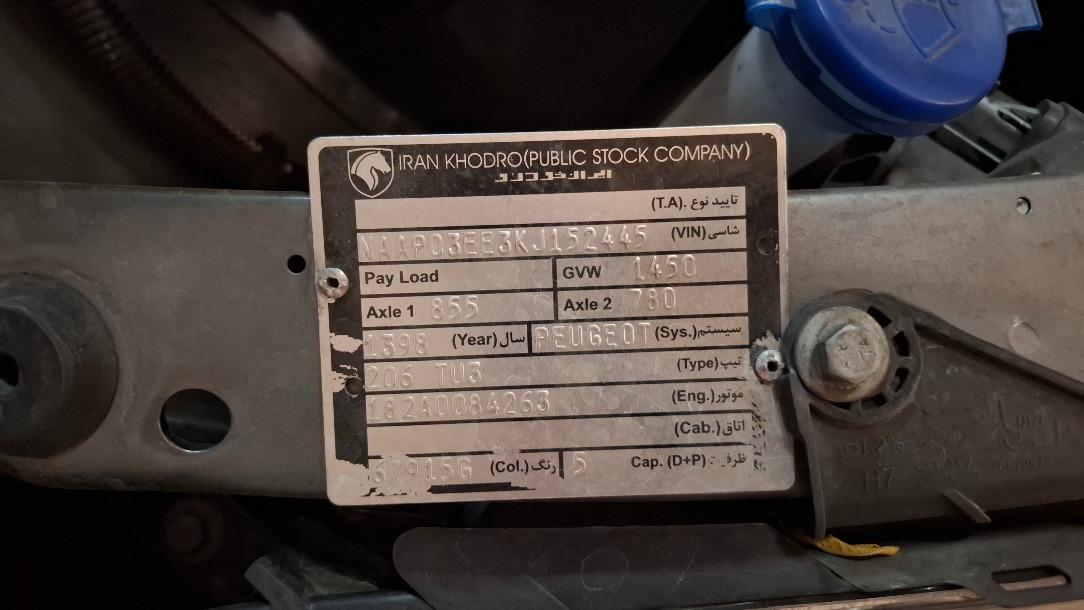 IRAN KHODRO(PUBLIC STOCK COMPANY)
ایران خودرو
تایید نوع .(T.A)
شاسی(VIN) NAAP03EE3KJ152445
Pay Load GVW 1450
Axle 1 855 Axle 2 780
1398 سال(Year) PEUGEOT سیستم(Sys.)
206 TU3 تیپ(Type)
182A0084263 موتور(Eng.)
اتاق(Cab.)
67915G رنگ(Col.) 5 ظرفیت Cap. (D+P)
H7